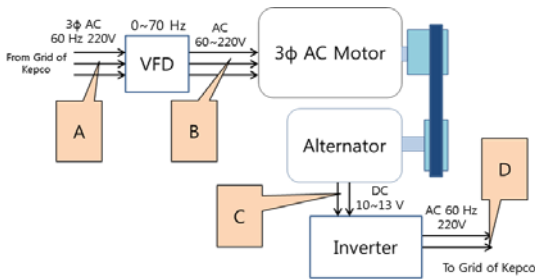 3ϕ AC
60 Hz 220V
From Grid of
Kepco
0~70 Hz
VFD
AC
60~220V
3ϕ AC Motor
A
B
Alternator
D
C
DC
10~13 V
AC 60 Hz
220V
Inverter
To Grid of Kepco